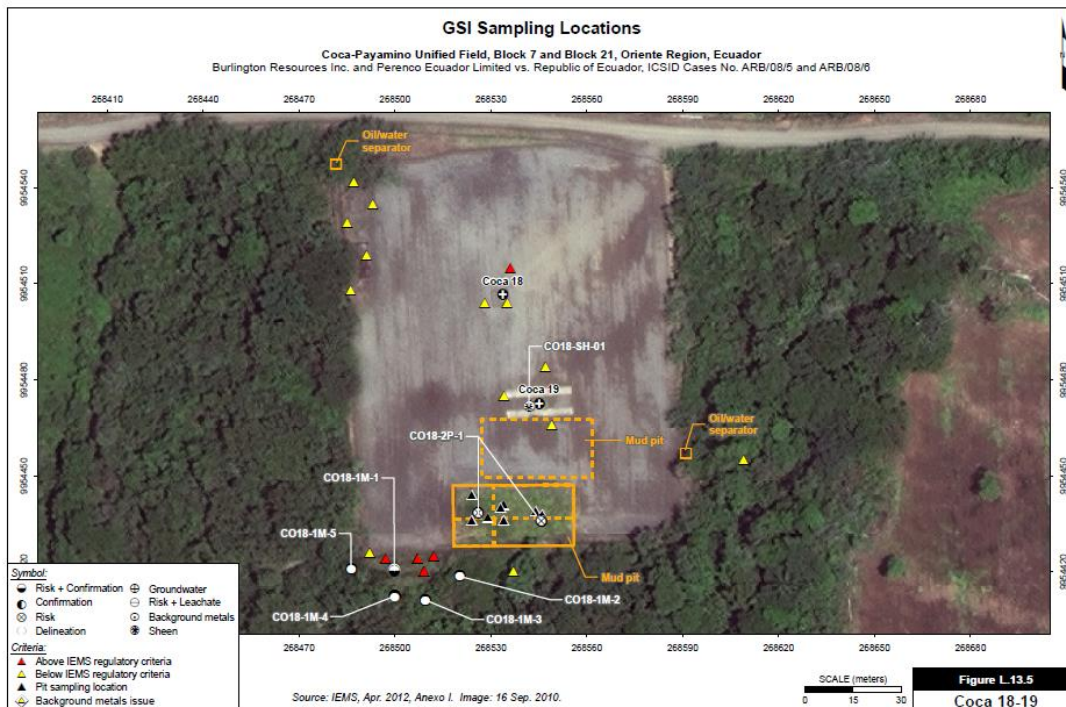 GSI Sampling Locations
Coca-Payamino Unified Field, Block 7 and Block 21, Oriente Region, Ecuador
Burlington Resources Inc. and Perenco Ecuador Limited vs. Republic of Ecuador, ICSID Cases No. ARB/08/5 and ARB/08/6
268410 268440 268470 268500 268530 268560 268590 268620 268650 268680
Oil/water
separator
9954540 9954540
9954510 9954510
Coca 18
CO18-SH-01
9954480 9954480
Coca 19
CO18-2P-1
Mud pit
Oil/water
separator
CO18-1M-1
9954450 9954450
CO18-1M-5
Mud pit
9954420
CO18-1M-2
CO18-1M-4
CO18-1M-3
Symbol:
Risk + Confirmation
Groundwater
Confirmation
Risk + Leachate
Risk
Background metals
Delineation
Sheen
Criteria:
Above IEMS regulatory criteria
Below IEMS regulatory criteria
Pit sampling location
Background metals issue
268470 268500 268530 268560 268590 268620 268650 268680
Source: IEMS, Apr. 2012, Anexo I. Image: 16 Sep. 2010.
SCALE (meters)
0 15 30
Figure L.13.5
Coca 18-19